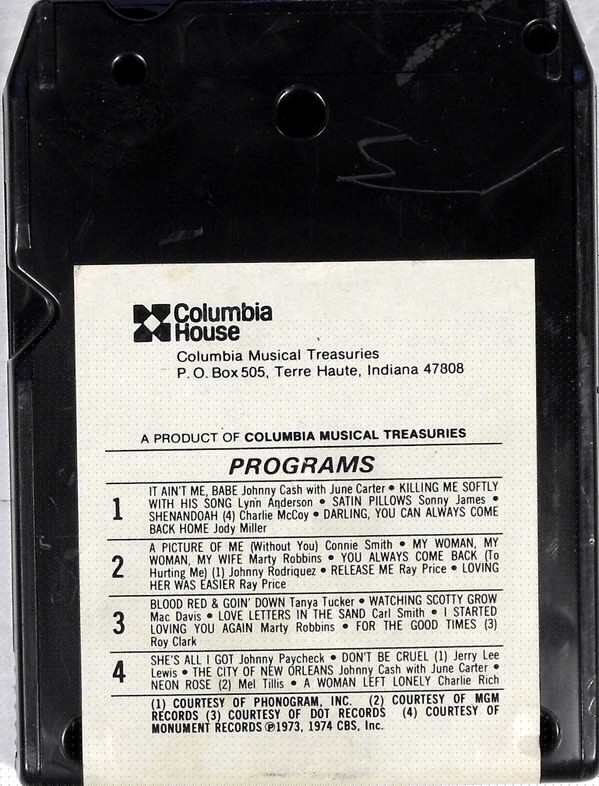 Columbia
House
Columbia Musical Treasuries
P. O. Box 505, Terre Haute, Indiana 47808
A PRODUCT OF COLUMBIA MUSICAL TREASURIES
PROGRAMS
1
IT AIN'T ME, BABE Johnny Cash with June Carter • KILLING ME SOFTLY
WITH HIS SONG Lynn Anderson • SATIN PILLOWS Sonny James •
SHENANDOAH (4) Charlie McCoy • DARLING, YOU CAN ALWAYS COME
BACK HOME Jody Miller
2
A PICTURE OF ME (Without You) Connie Smith • MY WOMAN, MY
WOMAN, MY WIFE Marty Robbins • YOU ALWAYS COME BACK (To
Hurting Me) (1) Johnny Rodriquez • RELEASE ME Ray Price • LOVING
HER WAS EASIER Ray Price
3
BLOOD RED & GOIN' DOWN Tanya Tucker • WATCHING SCOTTY GROW
Mac Davis • LOVE LETTERS IN THE SAND Carl Smith • I STARTED
LOVING YOU AGAIN Marty Robbins • FOR THE GOOD TIMES (3)
Roy Clark
4
SHE'S ALL I GOT Johnny Paycheck • DON'T BE CRUEL (1) Jerry Lee
Lewis • THE CITY OF NEW ORLEANS Johnny Cash with June Carter •
NEON ROSE (2) Mel Tillis • A WOMAN LEFT LONELY Charlie Rich
(1) COURTESY OF PHONOGRAM, INC. (2) COURTESY OF MGM
RECORDS (3) COURTESY OF DOT RECORDS (4) COURTESY OF
MONUMENT RECORDS ℗1973, 1974 CBS, Inc.